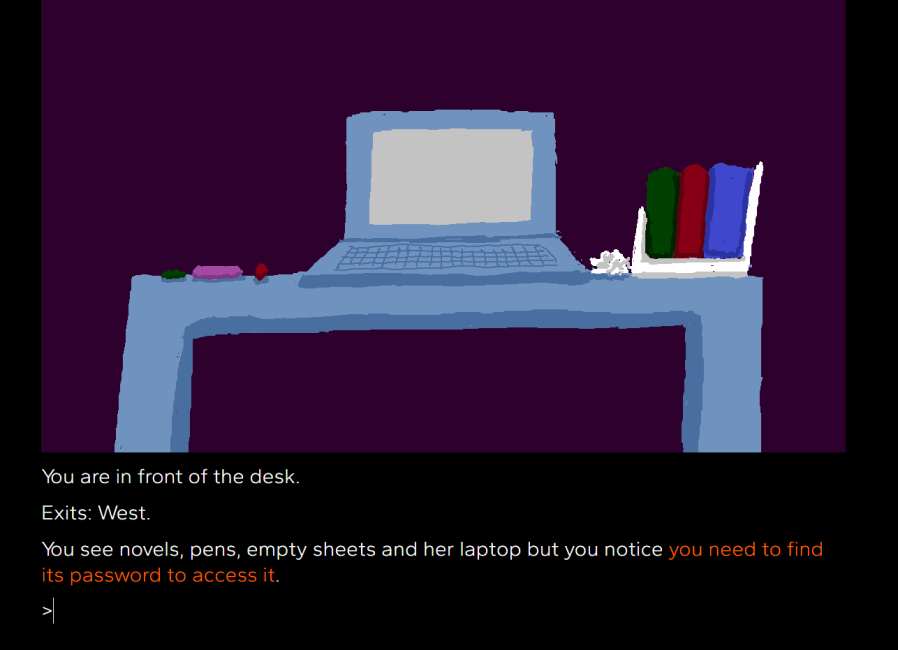 You are in front of the desk.
Exits: West.
You see novels, pens, empty sheets and her laptop but you notice you need to find
its password to access it.
>